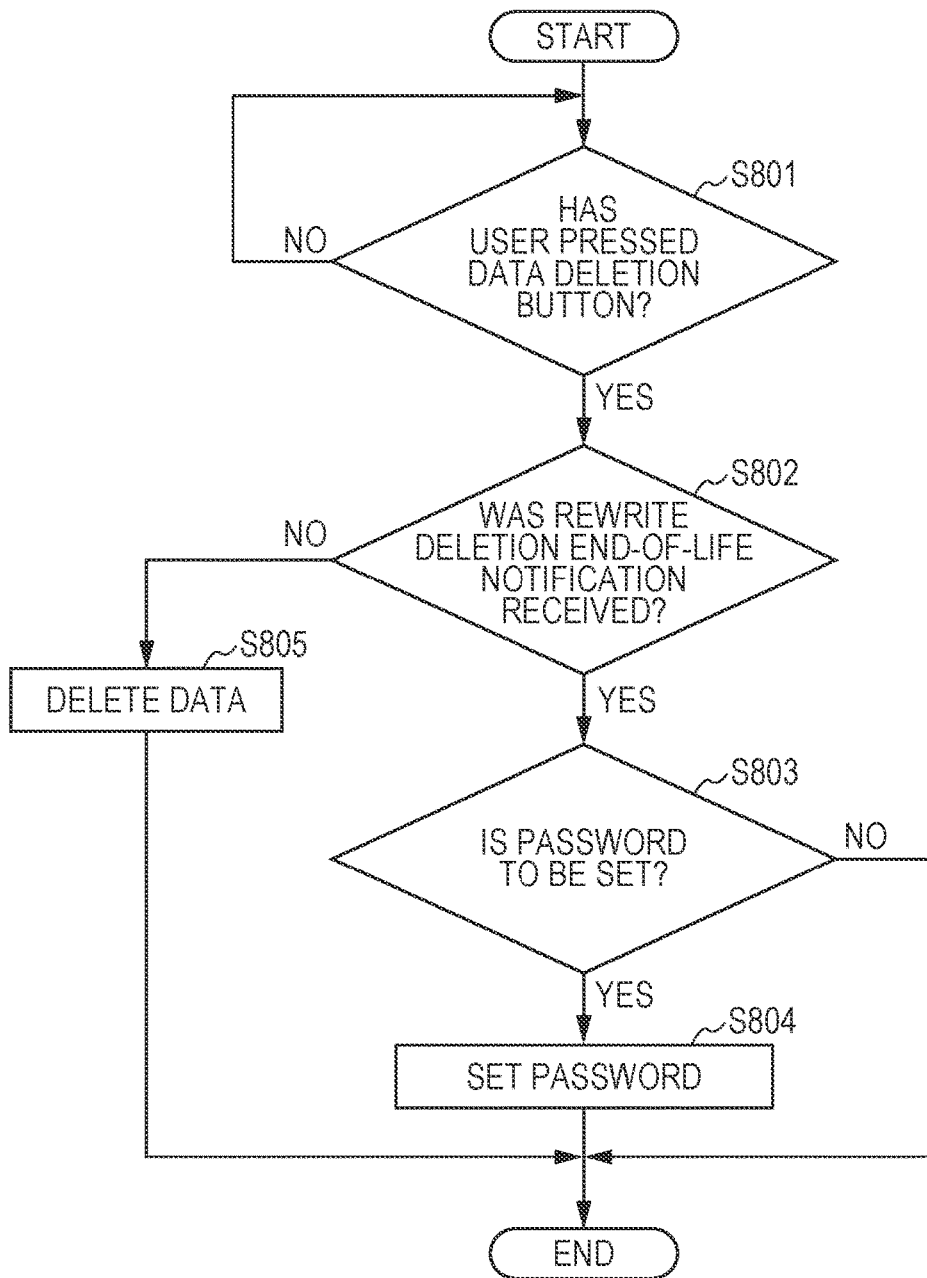 START
S801
HAS
USER PRESSED
DATA DELETION
BUTTON?
NO
YES
S802
WAS REWRITE
DELETION END-OF-LIFE
NOTIFICATION
RECEIVED?
NO
S805
DELETE DATA
YES
S803
IS PASSWORD
TO BE SET?
NO
YES
S804
SET PASSWORD
END